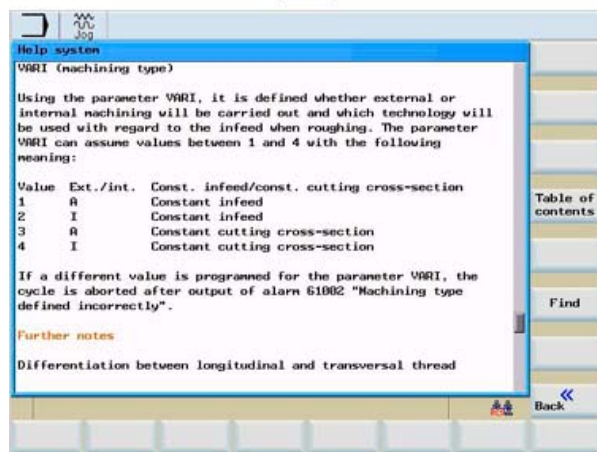 Jog
Help system
VARI (machining type)
Using the parameter VARI, it is defined whether external or
internal machining will be carried out and which technology will
be used with regard to the infeed when roughing. The parameter
VARI can assume values between 1 and 4 with the following
meaning:
Value Ext./int. Const. infeed/const. cutting cross-section
1 A Constant infeed
2 I Constant infeed
3 A Constant cutting cross-section
4 I Constant cutting cross-section
If a different value is programmed for the parameter VARI, the
cycle is aborted after output of alarm 61002 "Machining type
defined incorrectly".
Further notes
Differentiation between longitudinal and transversal thread
Table of
contents
Find
Back